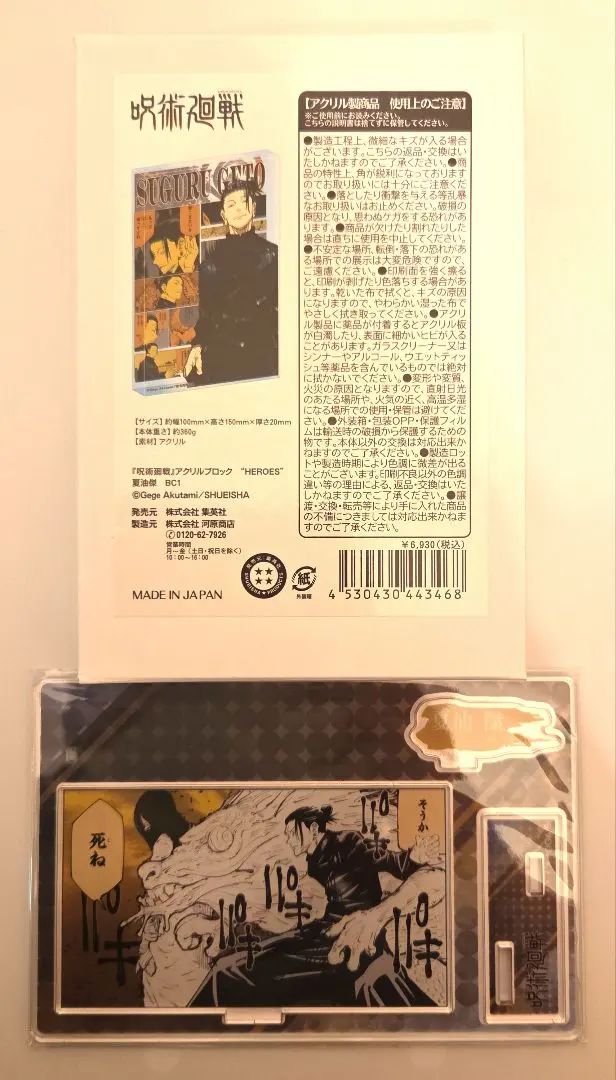 呪術廻戦
SUGURU GETO
【サイズ】約幅100mm×高さ150mm×厚さ20mm
【本体重さ】約360g
【素材】アクリル
『呪術廻戦』アクリルブロック “HEROES”
夏油傑 BC1
©Gege Akutami/SHUEISHA
発売元 株式会社 集英社
製造元 株式会社 河原商店
0120-62-7926
営業時間
月～金(土日・祝日を除く)
10:00～16:00
MADE IN JAPAN
【アクリル製商品 使用上のご注意】
※ご使用前にお読みください。
こちらの説明書は捨てずに保管してください。
●製造工程上、微細なキズが入る場合
がございます。こちらの返品・交換はい
たしかねますのでご了承ください。●商
品の特性上、角が鋭利になっております
のでお取り扱いには十分にご注意くださ
い。●落としたり衝撃を与える等乱暴
なお取り扱いはお止めください。破損の
原因となり、思わぬケガをする恐れがあ
ります。●商品が欠けたり割れたりした
場合は直ちに使用を中止してください。
●不安定な場所、転倒・落下の恐れがあ
る場所での展示は大変危険ですので、
ご遠慮ください。●印刷面を強く擦る
と、印刷が剥げたり色落ちする場合があ
ります。乾いた布で拭くと、キズの原因
になりますので、やわらかい湿った布で
やさしく拭き取ってください。●アクリ
ル製品に薬品が付着するとアクリル板
が白濁したり、表面に細かいヒビが入る
ことがあります。ガラスクリーナー又は
シンナーやアルコール、ウエットティッ
シュ等薬品を含んでいるものでは絶対
に拭かないでください。●変形や変質、
火災の原因となりますので、直射日光
のあたる場所や、火気の近く、高温多湿
になる場所での使用・保管は避けてくだ
さい。●外装箱・包装OPP・保護フィル
ムは輸送時の破損から保護するための
物です。本体以外の交換は対応出来か
ねますのでご了承ください。●製造ロッ
トや製造時期により色調に微差が出る
ことがございます。印刷不良以外の色調
違い等の理由による、返品・交換はいた
しかねますのでご了承ください。●譲
渡・交換・転売等により手に入れた商品
の不備につきましては対応出来かねま
すのでご了承ください。
￥6,930(税込)
紙
外装箱
4 530430 443468
そうか
死ね
パキ
パキ
パキ
パキ
パキ
呪術廻戦